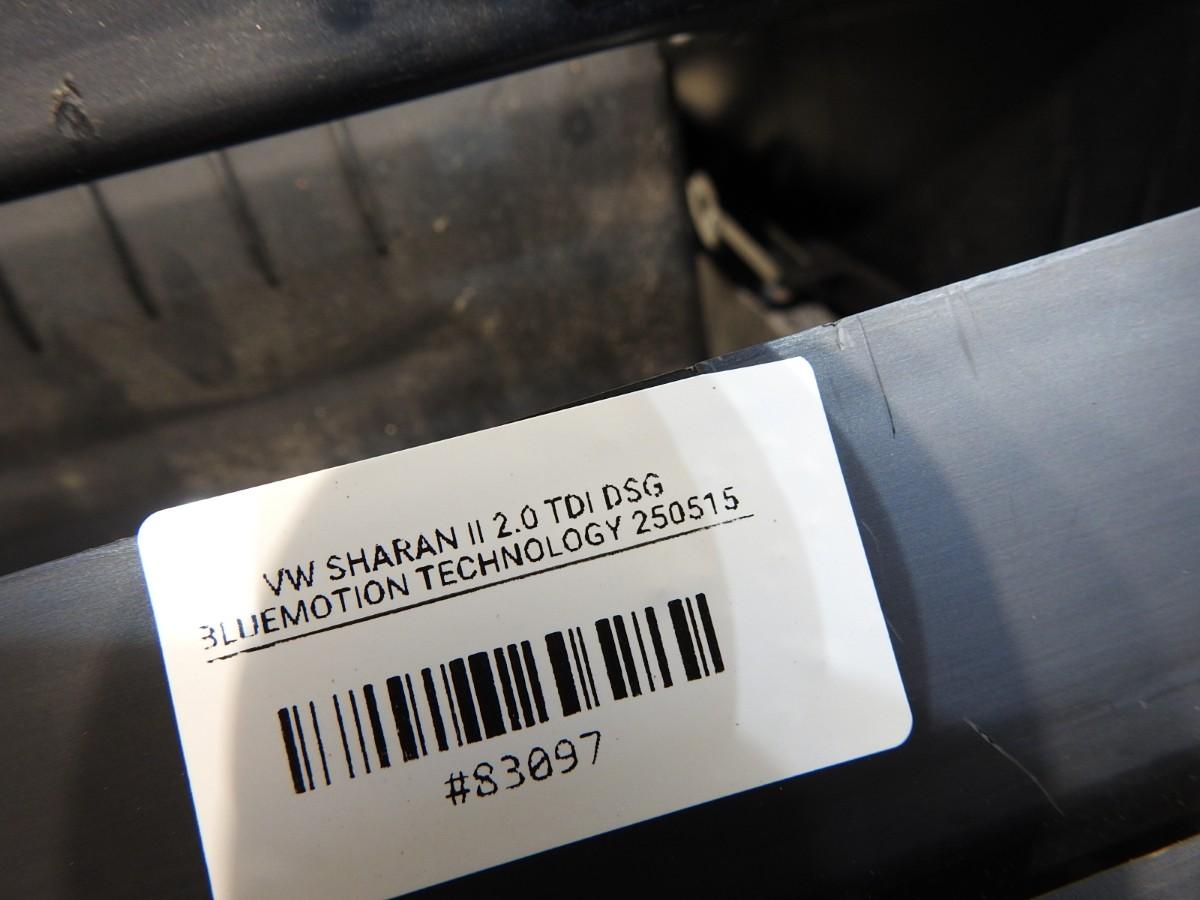 VW SHARAN II 2.0 TDI DSG
BLUEMOTION TECHNOLOGY 250515
#83097